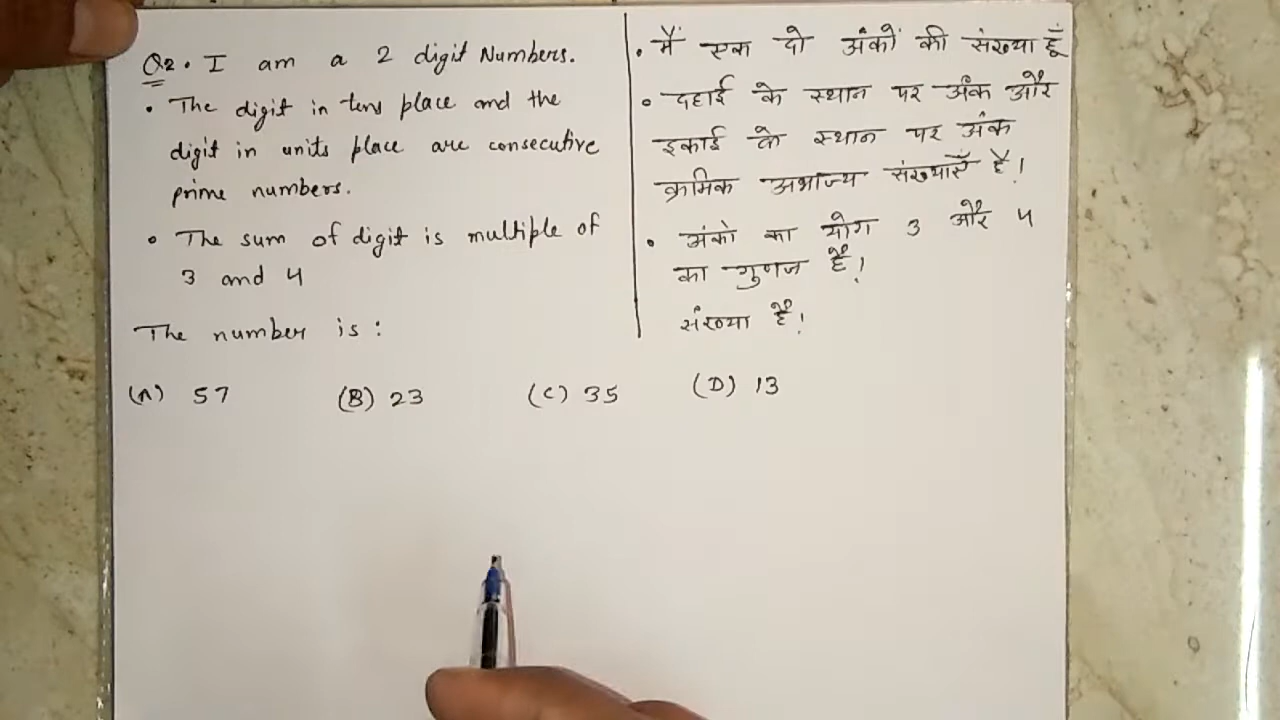 Q2. I am a 2 digit Numbers.
• The digit in tens place and the
digit in units place are consecutive
prime numbers.
• The sum of digit is multiple of
3 and 4
The number is :
• मैं एक दो अंकों की संख्या हूँ
• दहाई के स्थान पर अंक और
इकाई के स्थान पर अंक
क्रमिक अभाज्य संख्याएँ है।
• अंको का योग 3 और 4
का गुणज है।
संख्या है।
(A) 57 (B) 23 (C) 35 (D) 13